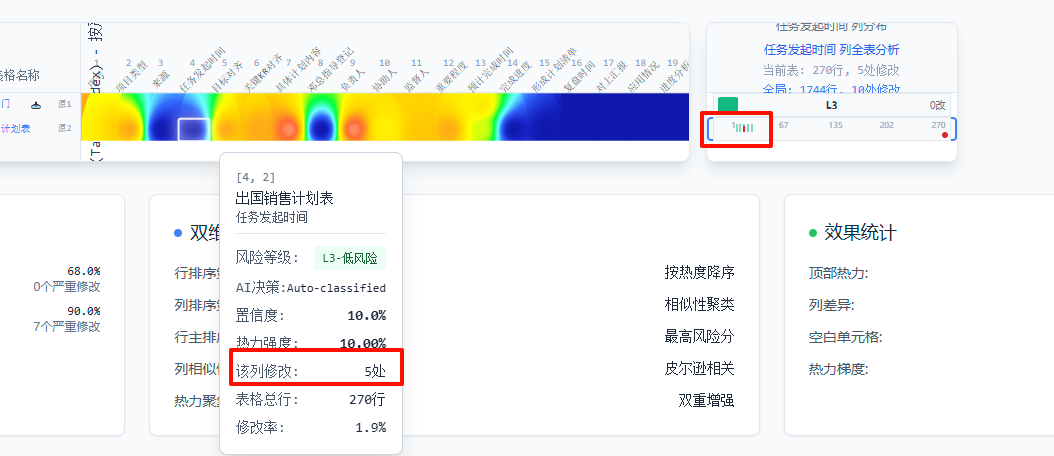 任务发起时间 列分布
任务发起时间 列全表分析
当前表: 270行, 5处修改
全局: 1744行, 10处修改
表格名称
1 2 3 4 5 6 7 8 9 10 11 12 13 14 15 16 17 18 19
项目类型
来源
任务发起时间
目标对齐
关键KR对齐
具体计划内容
邓总指导登记
负责人
协助人
监督人
重要程度
预计完成时间
完成进度
形成计划清单
复盘时间
对上汇报
应用情况
进度分析
) - 按
门 原1
计划表 原2
L3 0改
1 67 135 202 270
[4, 2]
出国销售计划表
任务发起时间
风险等级: L3-低风险
AI决策: Auto-classified
置信度: 10.0%
热力强度: 10.00%
该列修改: 5处
表格总行: 270行
修改率: 1.9%
68.0%
0个严重修改
90.0%
7个严重修改
双维
行排序 按热度降序
列排序 相似性聚类
行主排 最高风险分
列相似 皮尔逊相关
热力聚 双重增强
效果统计
顶部热力:
列差异:
空白单元格:
热力梯度: